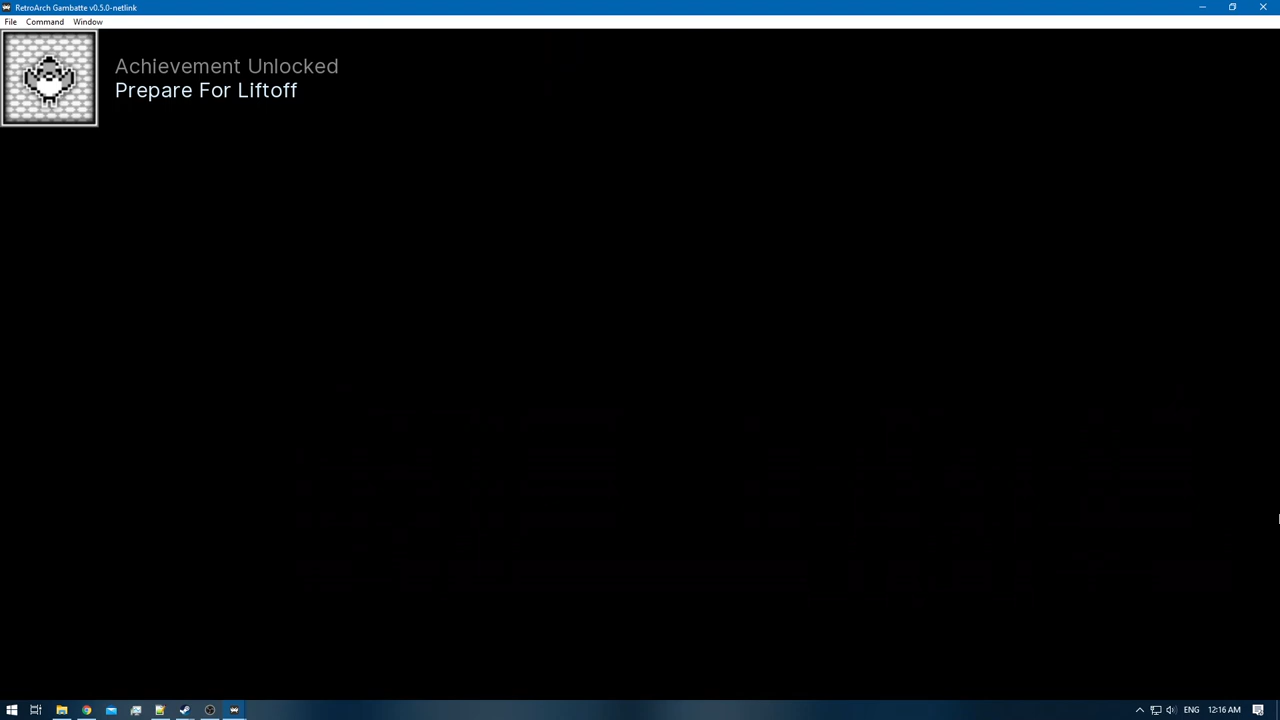 RetroArch Gambatte v0.5.0-netlink
File Command Window
Achievement Unlocked
Prepare For Liftoff
ENG 12:16 AM